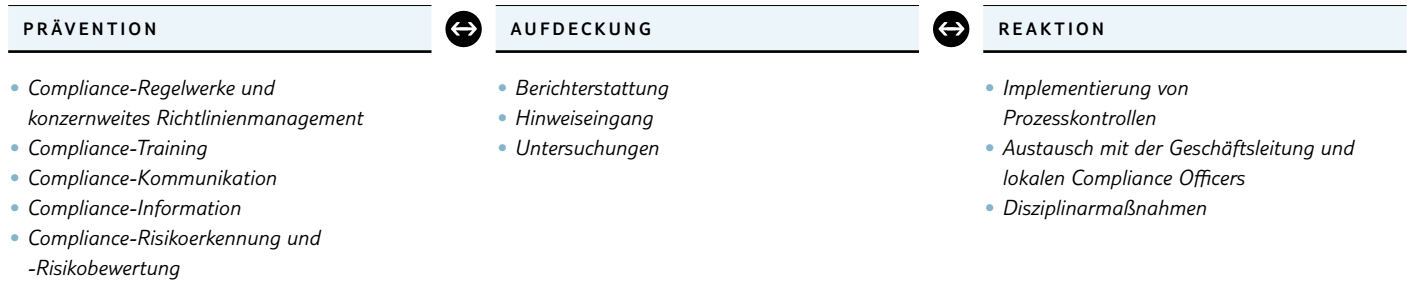 PRÄVENTION
• Compliance-Regelwerke und
konzernweites Richtlinienmanagement
• Compliance-Training
• Compliance-Kommunikation
• Compliance-Information
• Compliance-Risikoerkennung und
-Risikobewertung
AUFDECKUNG
• Berichterstattung
• Hinweiseingang
• Untersuchungen
REAKTION
• Implementierung von
Prozesskontrollen
• Austausch mit der Geschäftsleitung und
lokalen Compliance Officers
• Disziplinarmaßnahmen